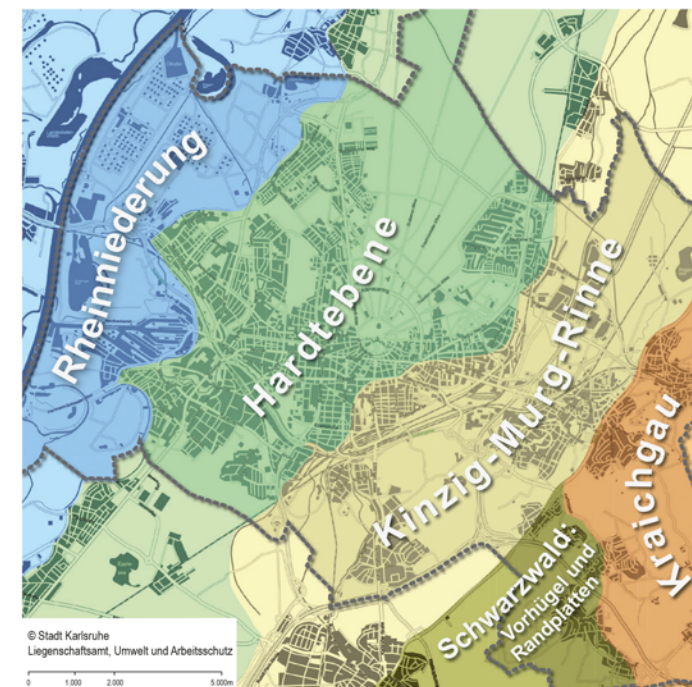 Rheinniederung
Hardtebene
Kinzig-Murg-Rinne
Kraichgau
Schwarzwald:
Vorhügel und
Randplatten
© Stadt Karlsruhe
Liegenschaftsamt, Umwelt und Arbeitsschutz
0 1.000 2.000 5.000m